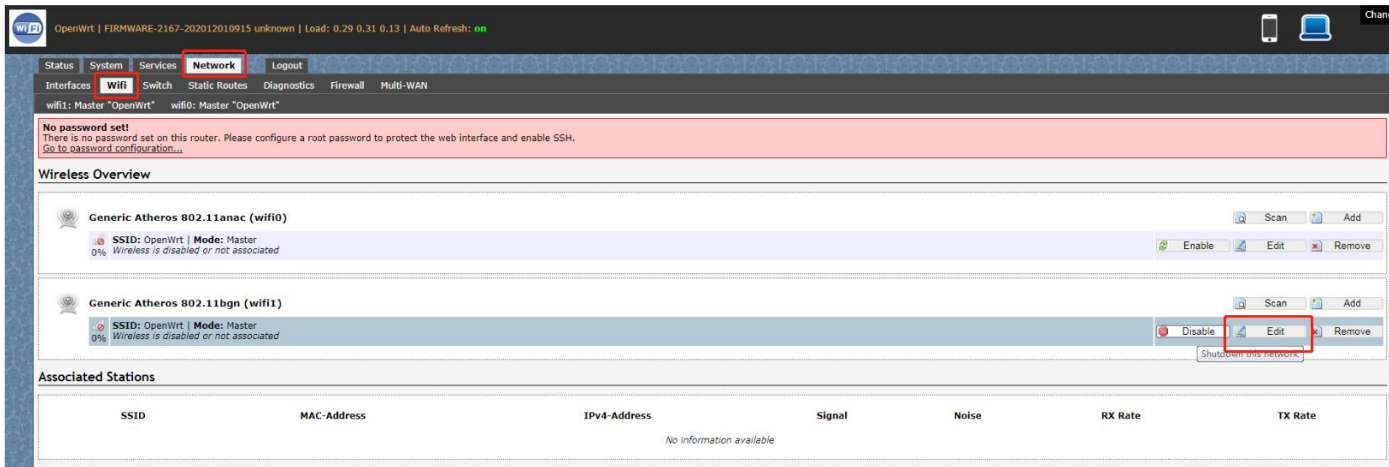 WiFi
OpenWrt | FIRMWARE-2167-202012010915 unknown | Load: 0.29 0.31 0.13 | Auto Refresh: on
Status System Services Network Logout
Interfaces Wifi Switch Static Routes Diagnostics Firewall Multi-WAN
wifi1: Master "OpenWrt" wifi0: Master "OpenWrt"
No password set!
There is no password set on this router. Please configure a root password to protect the web interface and enable SSH.
Go to password configuration...
Wireless Overview
Generic Atheros 802.11anac (wifi0) Scan Add
SSID: OpenWrt | Mode: Master
0% Wireless is disabled or not associated Enable Edit Remove
Generic Atheros 802.11bgn (wifi1) Scan Add
SSID: OpenWrt | Mode: Master
0% Wireless is disabled or not associated Disable Edit Remove
Shutdown this network
Associated Stations
SSID MAC-Address IPv4-Address Signal Noise RX Rate TX Rate
No information available